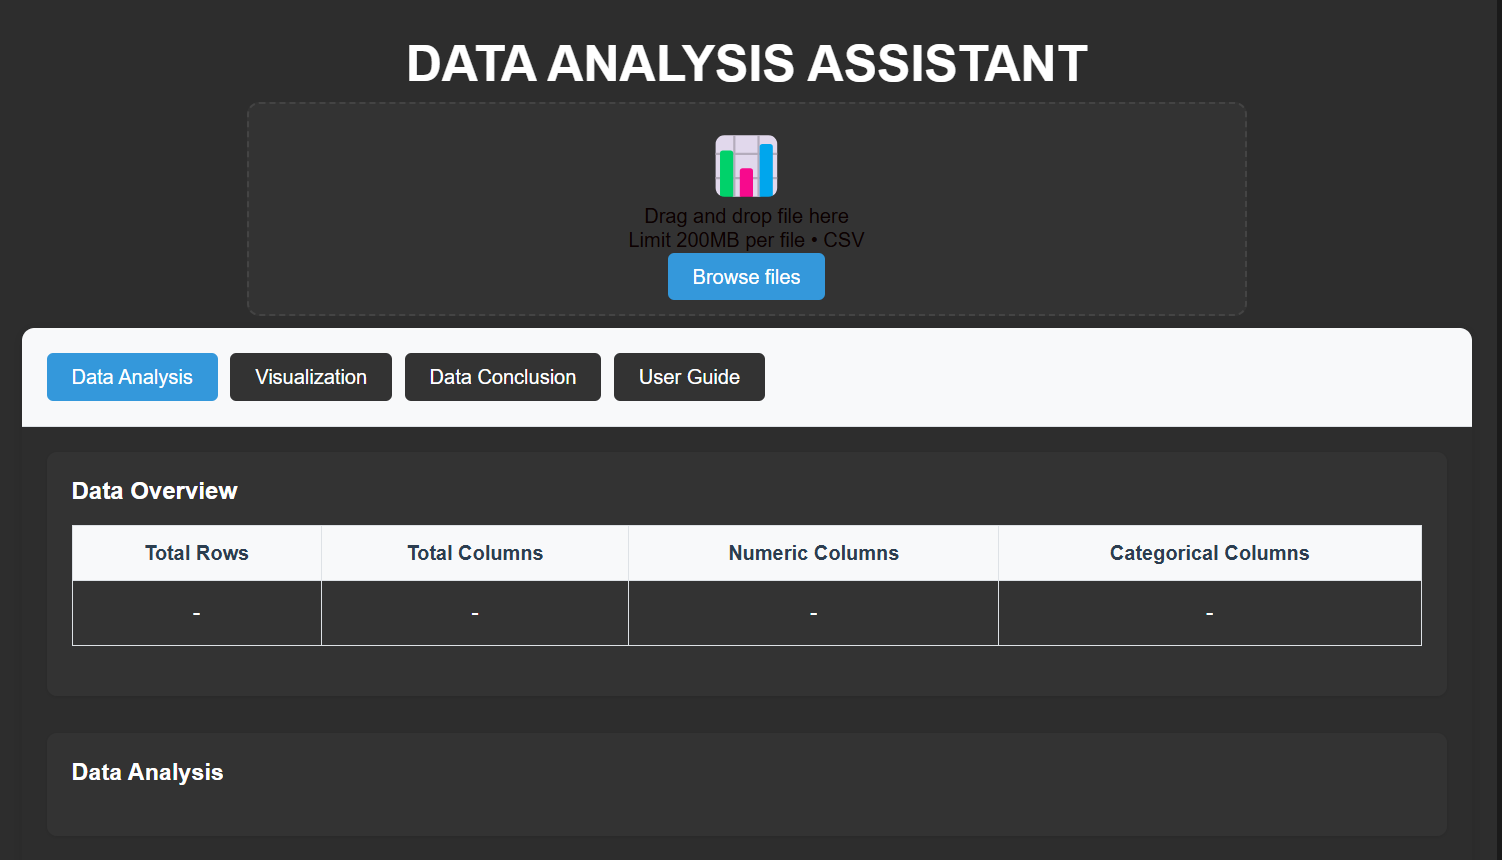 DATA ANALYSIS ASSISTANT
Drag and drop file here
Limit 200MB per file • CSV
Browse files
Data Analysis Visualization Data Conclusion User Guide
Data Overview
Total Rows Total Columns Numeric Columns Categorical Columns
- - - -
Data Analysis